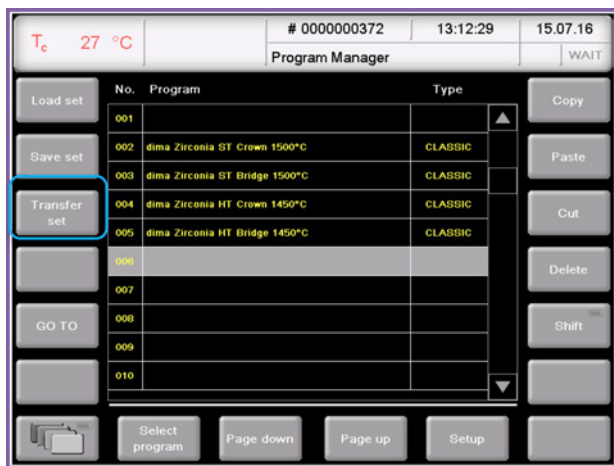 # 0000000372 13:12:29 15.07.16
Tc 27 °C
Program Manager WAIT
No. Program Type
Load set
Copy
001
002 dima Zirconia ST Crown 1500°C CLASSIC
Save set
Paste
003 dima Zirconia ST Bridge 1500°C CLASSIC
Transfer
set
004 dima Zirconia HT Crown 1450°C CLASSIC
Cut
005 dima Zirconia HT Bridge 1450°C CLASSIC
006
Delete
007
GO TO
008
Shift
009
010
Select
program
Page down
Page up
Setup